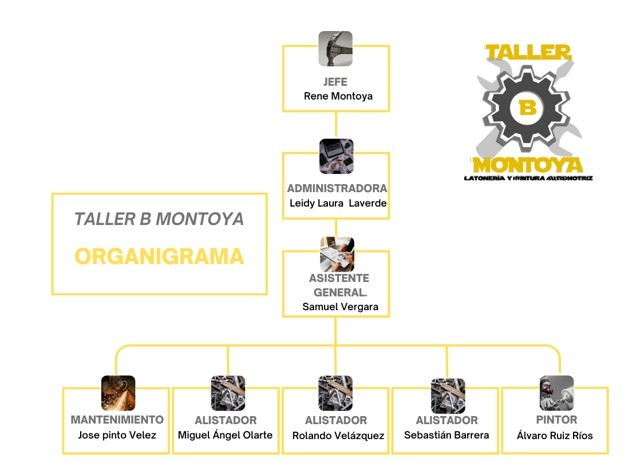 JEFE
Rene Montoya
TALLER
B
MONTOYA
LATONERIA Y PINTURA AUTOMOTRIZ
ADMINISTRADORA
Leidy Laura Laverde
TALLER B MONTOYA
ORGANIGRAMA
ASISTENTE
GENERAL.
Samuel Vergara
MANTENIMIENTO
Jose pinto Velez
ALISTADOR
Miguel Ángel Olarte
ALISTADOR
Rolando Velázquez
ALISTADOR
Sebastián Barrera
PINTOR
Álvaro Ruiz Ríos